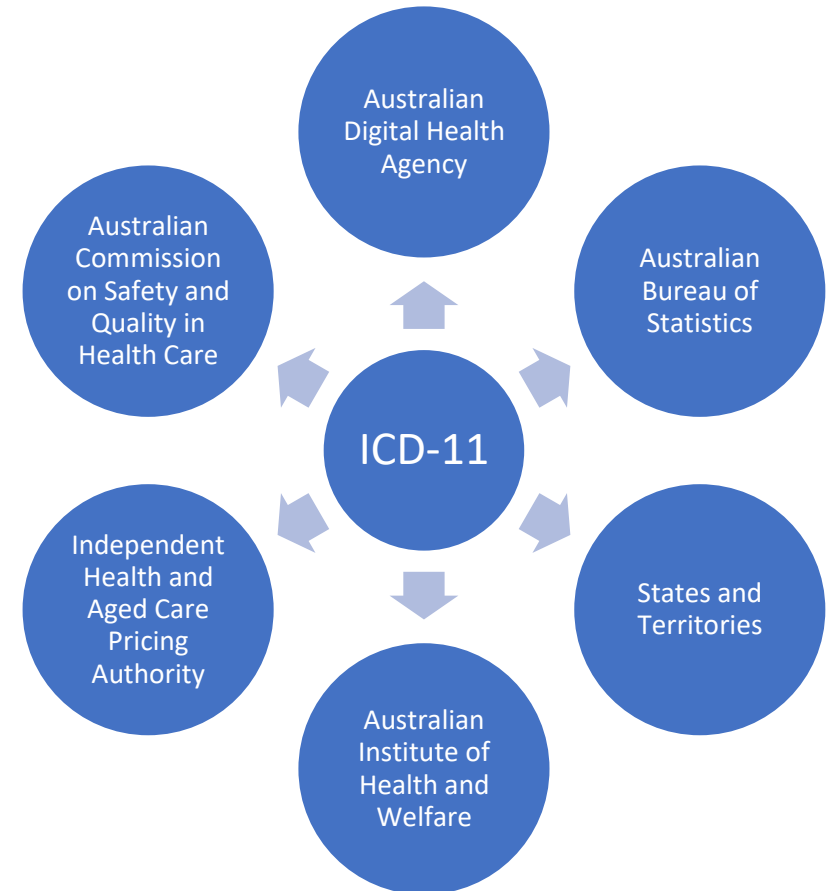 Australian
Digital Health
Agency
Australian
Commission
on Safety and
Quality in
Health Care
Australian
Bureau of
Statistics
ICD-11
Independent
Health and
Aged Care
Pricing
Authority
States and
Territories
Australian
Institute of
Health and
Welfare